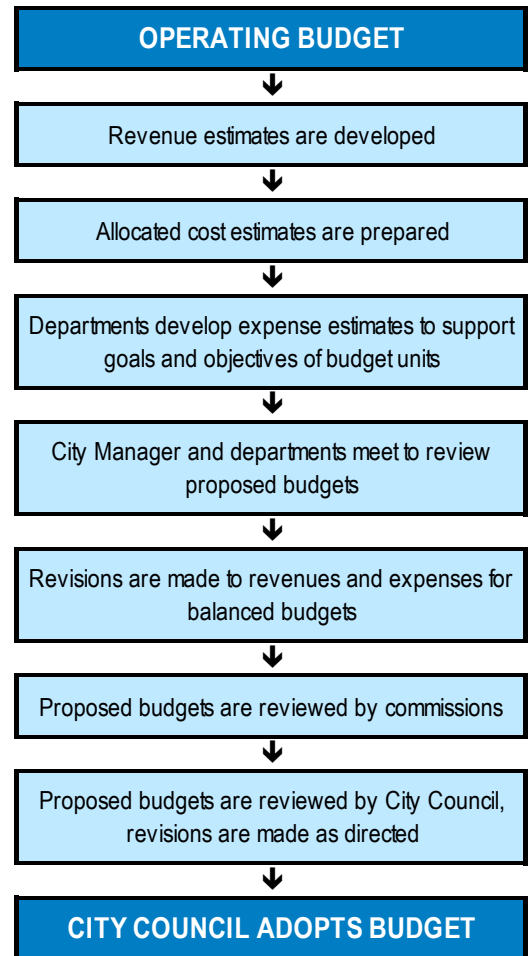 OPERATING BUDGET
Revenue estimates are developed
Allocated cost estimates are prepared
Departments develop expense estimates to support
goals and objectives of budget units
City Manager and departments meet to review
proposed budgets
Revisions are made to revenues and expenses for
balanced budgets
Proposed budgets are reviewed by commissions
Proposed budgets are reviewed by City Council,
revisions are made as directed
CITY COUNCIL ADOPTS BUDGET